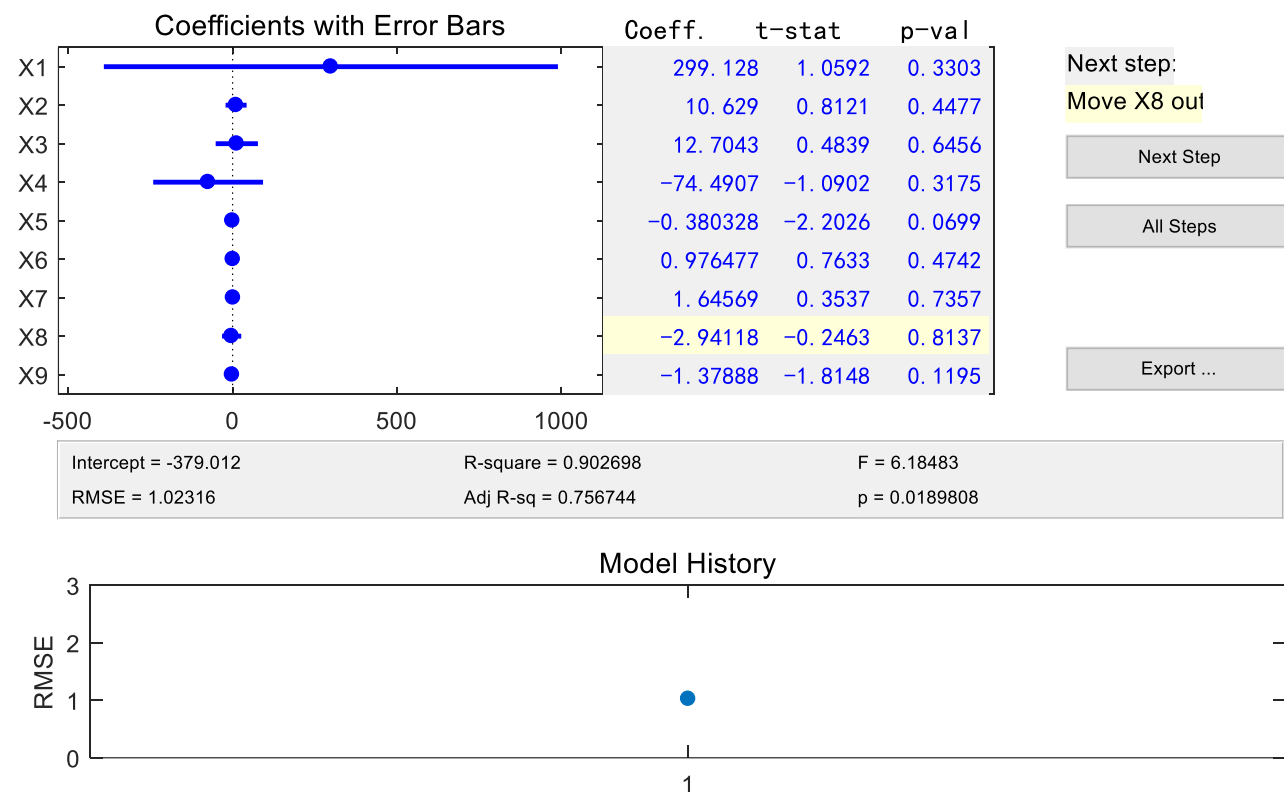 Coefficients with Error Bars
Coeff. t-stat p-val
X1 299.128 1.0592 0.3303
X2 10.629 0.8121 0.4477
X3 12.7043 0.4839 0.6456
X4 -74.4907 -1.0902 0.3175
X5 -0.380328 -2.2026 0.0699
X6 0.976477 0.7633 0.4742
X7 1.64569 0.3537 0.7357
X8 -2.94118 -0.2463 0.8137
X9 -1.37888 -1.8148 0.1195
-500 0 500 1000
Next step:
Move X8 out
Next Step
All Steps
Export ...
Intercept = -379.012 R-square = 0.902698 F = 6.18483
RMSE = 1.02316 Adj R-sq = 0.756744 p = 0.0189808
Model History
RMSE
3
2
1
0
1